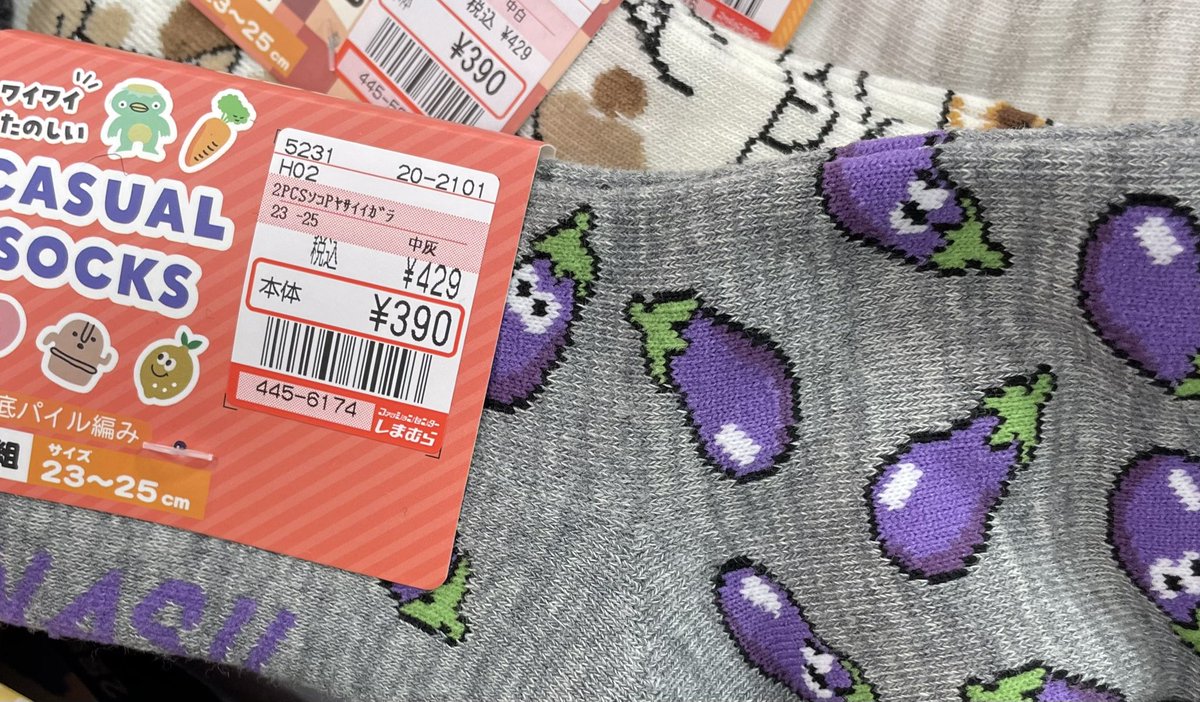 23~25cm
税込 中白
¥429
¥390
ワイワイ
たのしい
CASUAL
SOCKS
底パイル編み
組
サイズ
23~25cm
5231
H02 20-2101
2PCSソコPヤサイイガラ
23 -25
中灰
税込 ¥429
本体 ¥390
445-6174
ファッションセンター
しまむら